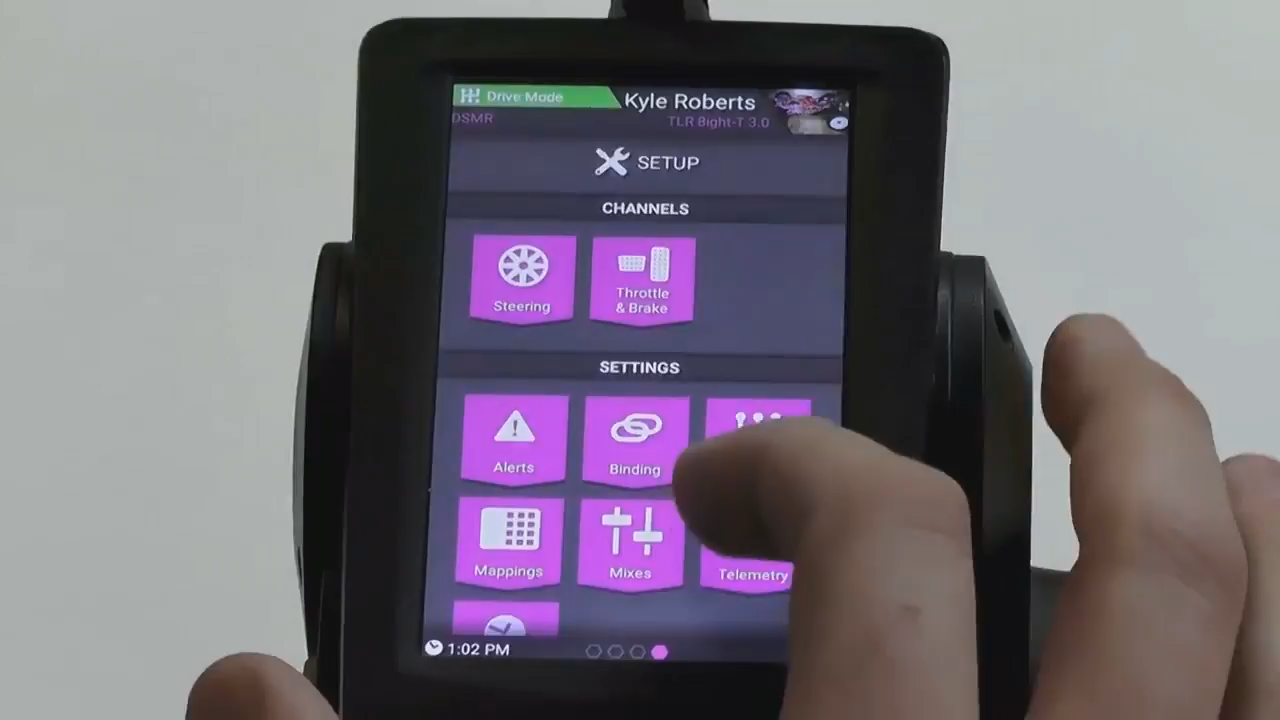 Drive Mode
Kyle Roberts
DSMR
TLR 8ight-T 3.0
SETUP
CHANNELS
Steering
Throttle
& Brake
SETTINGS
Alerts
Binding
Mappings
Mixes
Telemetry
1:02 PM